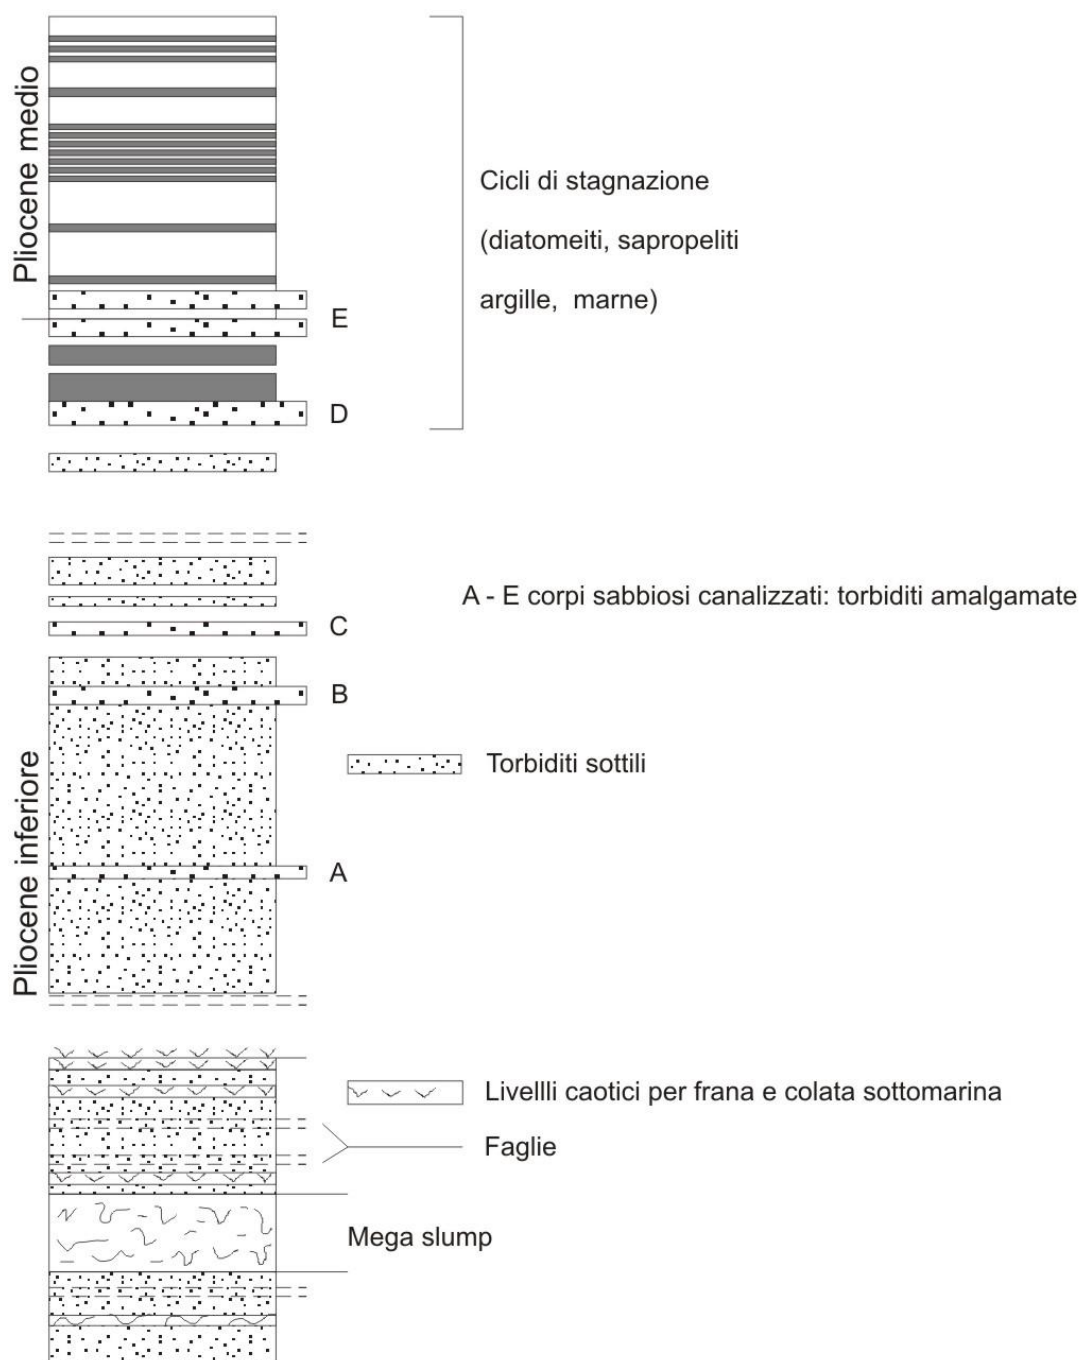 Pliocene medio
Cicli di stagnazione
(diatomeiti, sapropeliti
argille, marne)
E
D
A - E corpi sabbiosi canalizzati: torbiditi amalgamate
C
B
Torbiditi sottili
Pliocene inferiore
A
Livellli caotici per frana e colata sottomarina
Faglie
Mega slump